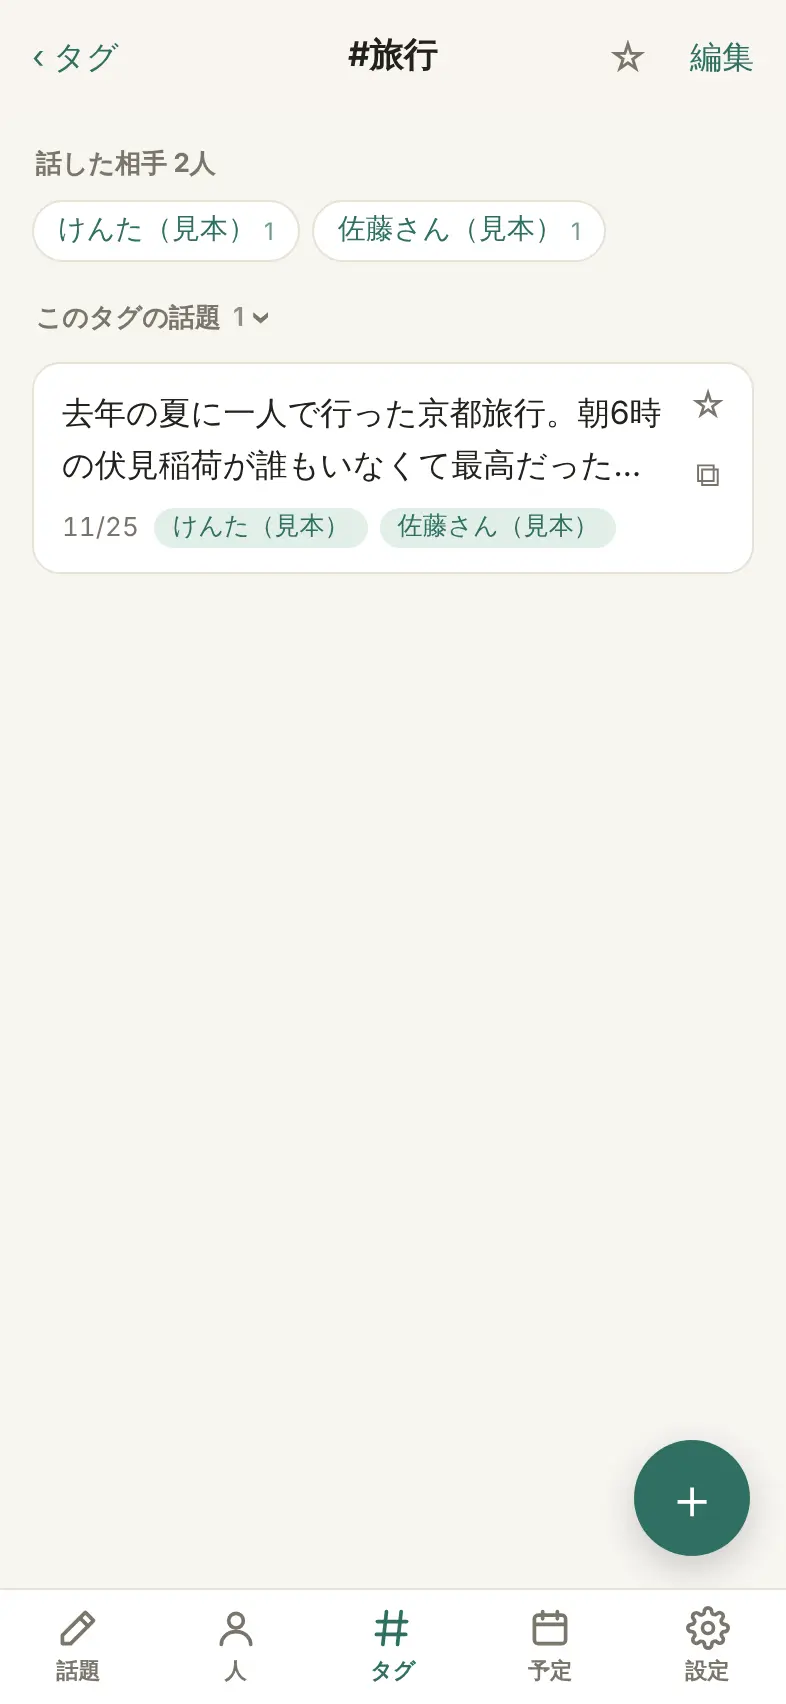 ‹ タグ
#旅行
☆
編集
話した相手 2人
けんた（見本） 1
佐藤さん（見本） 1
このタグの話題 1
去年の夏に一人で行った京都旅行。朝6時
の伏見稲荷が誰もいなくて最高だった…
11/25 けんた（見本） 佐藤さん（見本）
+
話題
人
タグ
予定
設定